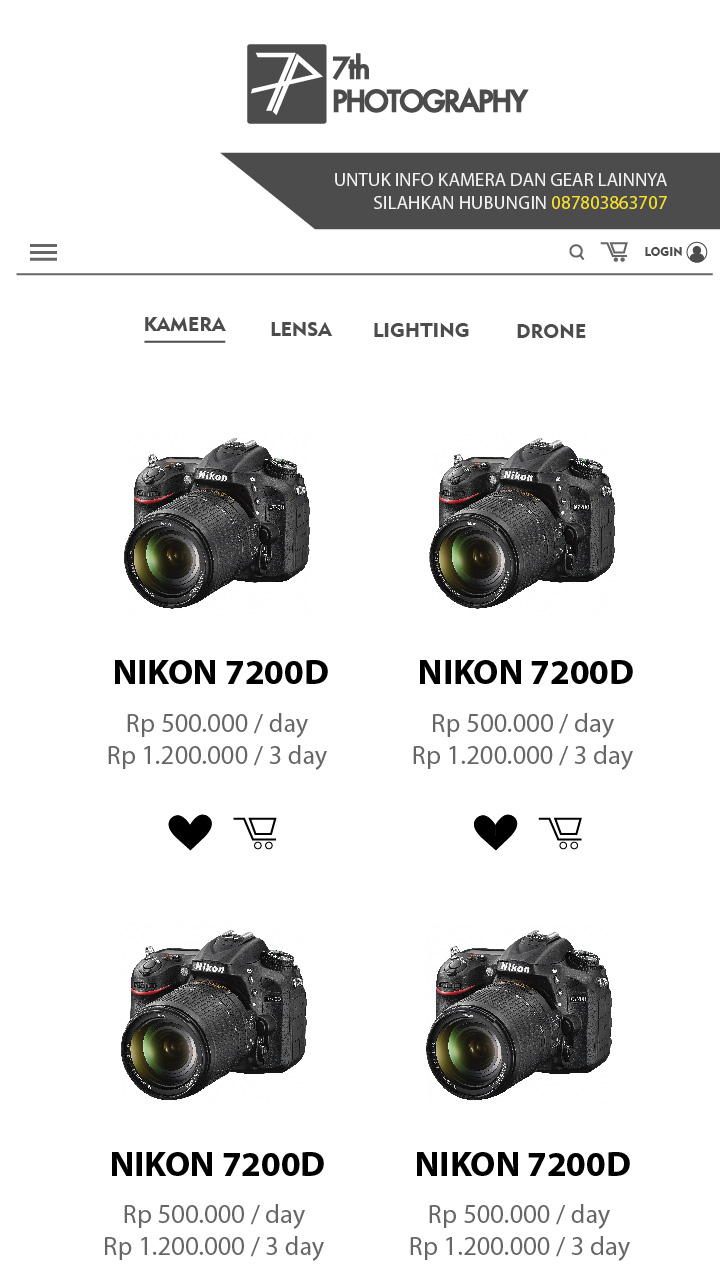 7th
PHOTOGRAPHY
UNTUK INFO KAMERA DAN GEAR LAINNYA
SILAHKAN HUBUNGIN 087803863707
LOGIN
KAMERA LENSA LIGHTING DRONE
Nikon Nikon
NIKON 7200D NIKON 7200D
Rp 500.000 / day Rp 500.000 / day
Rp 1.200.000 / 3 day Rp 1.200.000 / 3 day
Nikon Nikon
NIKON 7200D NIKON 7200D
Rp 500.000 / day Rp 500.000 / day
Rp 1.200.000 / 3 day Rp 1.200.000 / 3 day